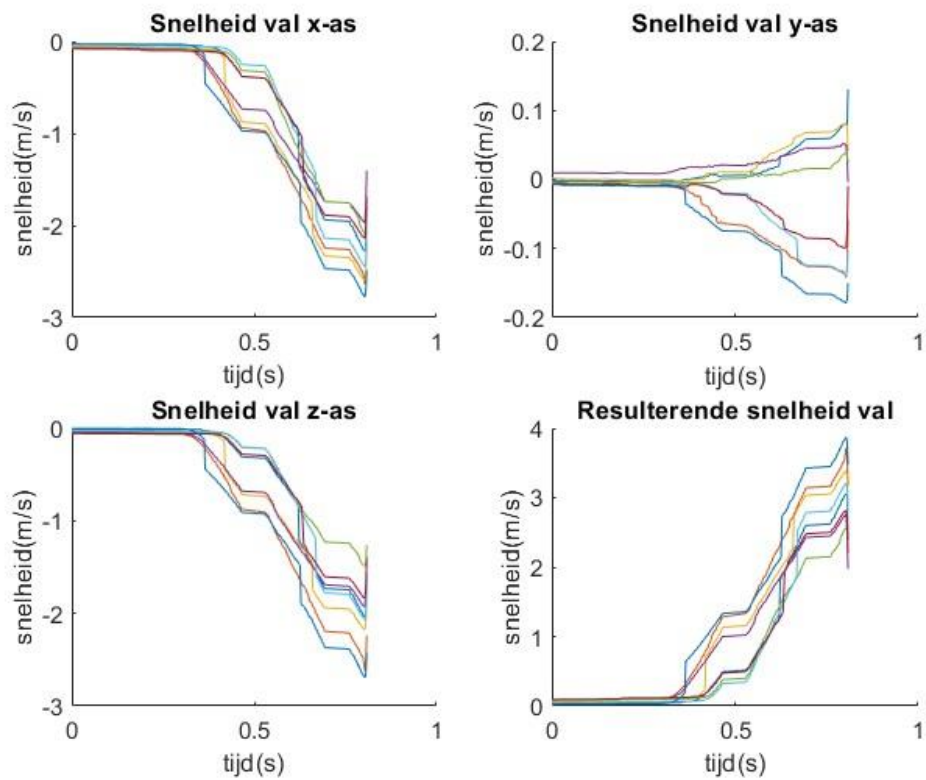 Snelheid val x-as
0
-1
-2
-3
snelheid(m/s)
0
0.5
1
tijd(s)
Snelheid val y-as
0.2
0.1
0
-0.1
-0.2
snelheid(m/s)
0
0.5
1
tijd(s)
Snelheid val z-as
0
-1
-2
-3
snelheid(m/s)
0
0.5
1
tijd(s)
Resulterende snelheid val
4
3
2
1
0
snelheid(m/s)
0
0.5
1
tijd(s)